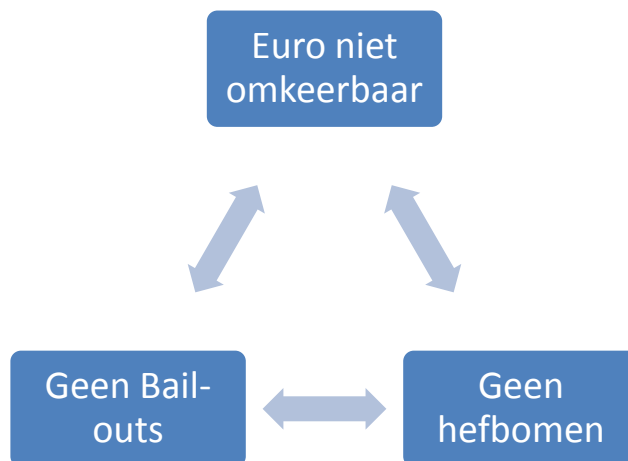 Euro niet
omkeerbaar
Geen Bail-
outs
Geen
hefbomen